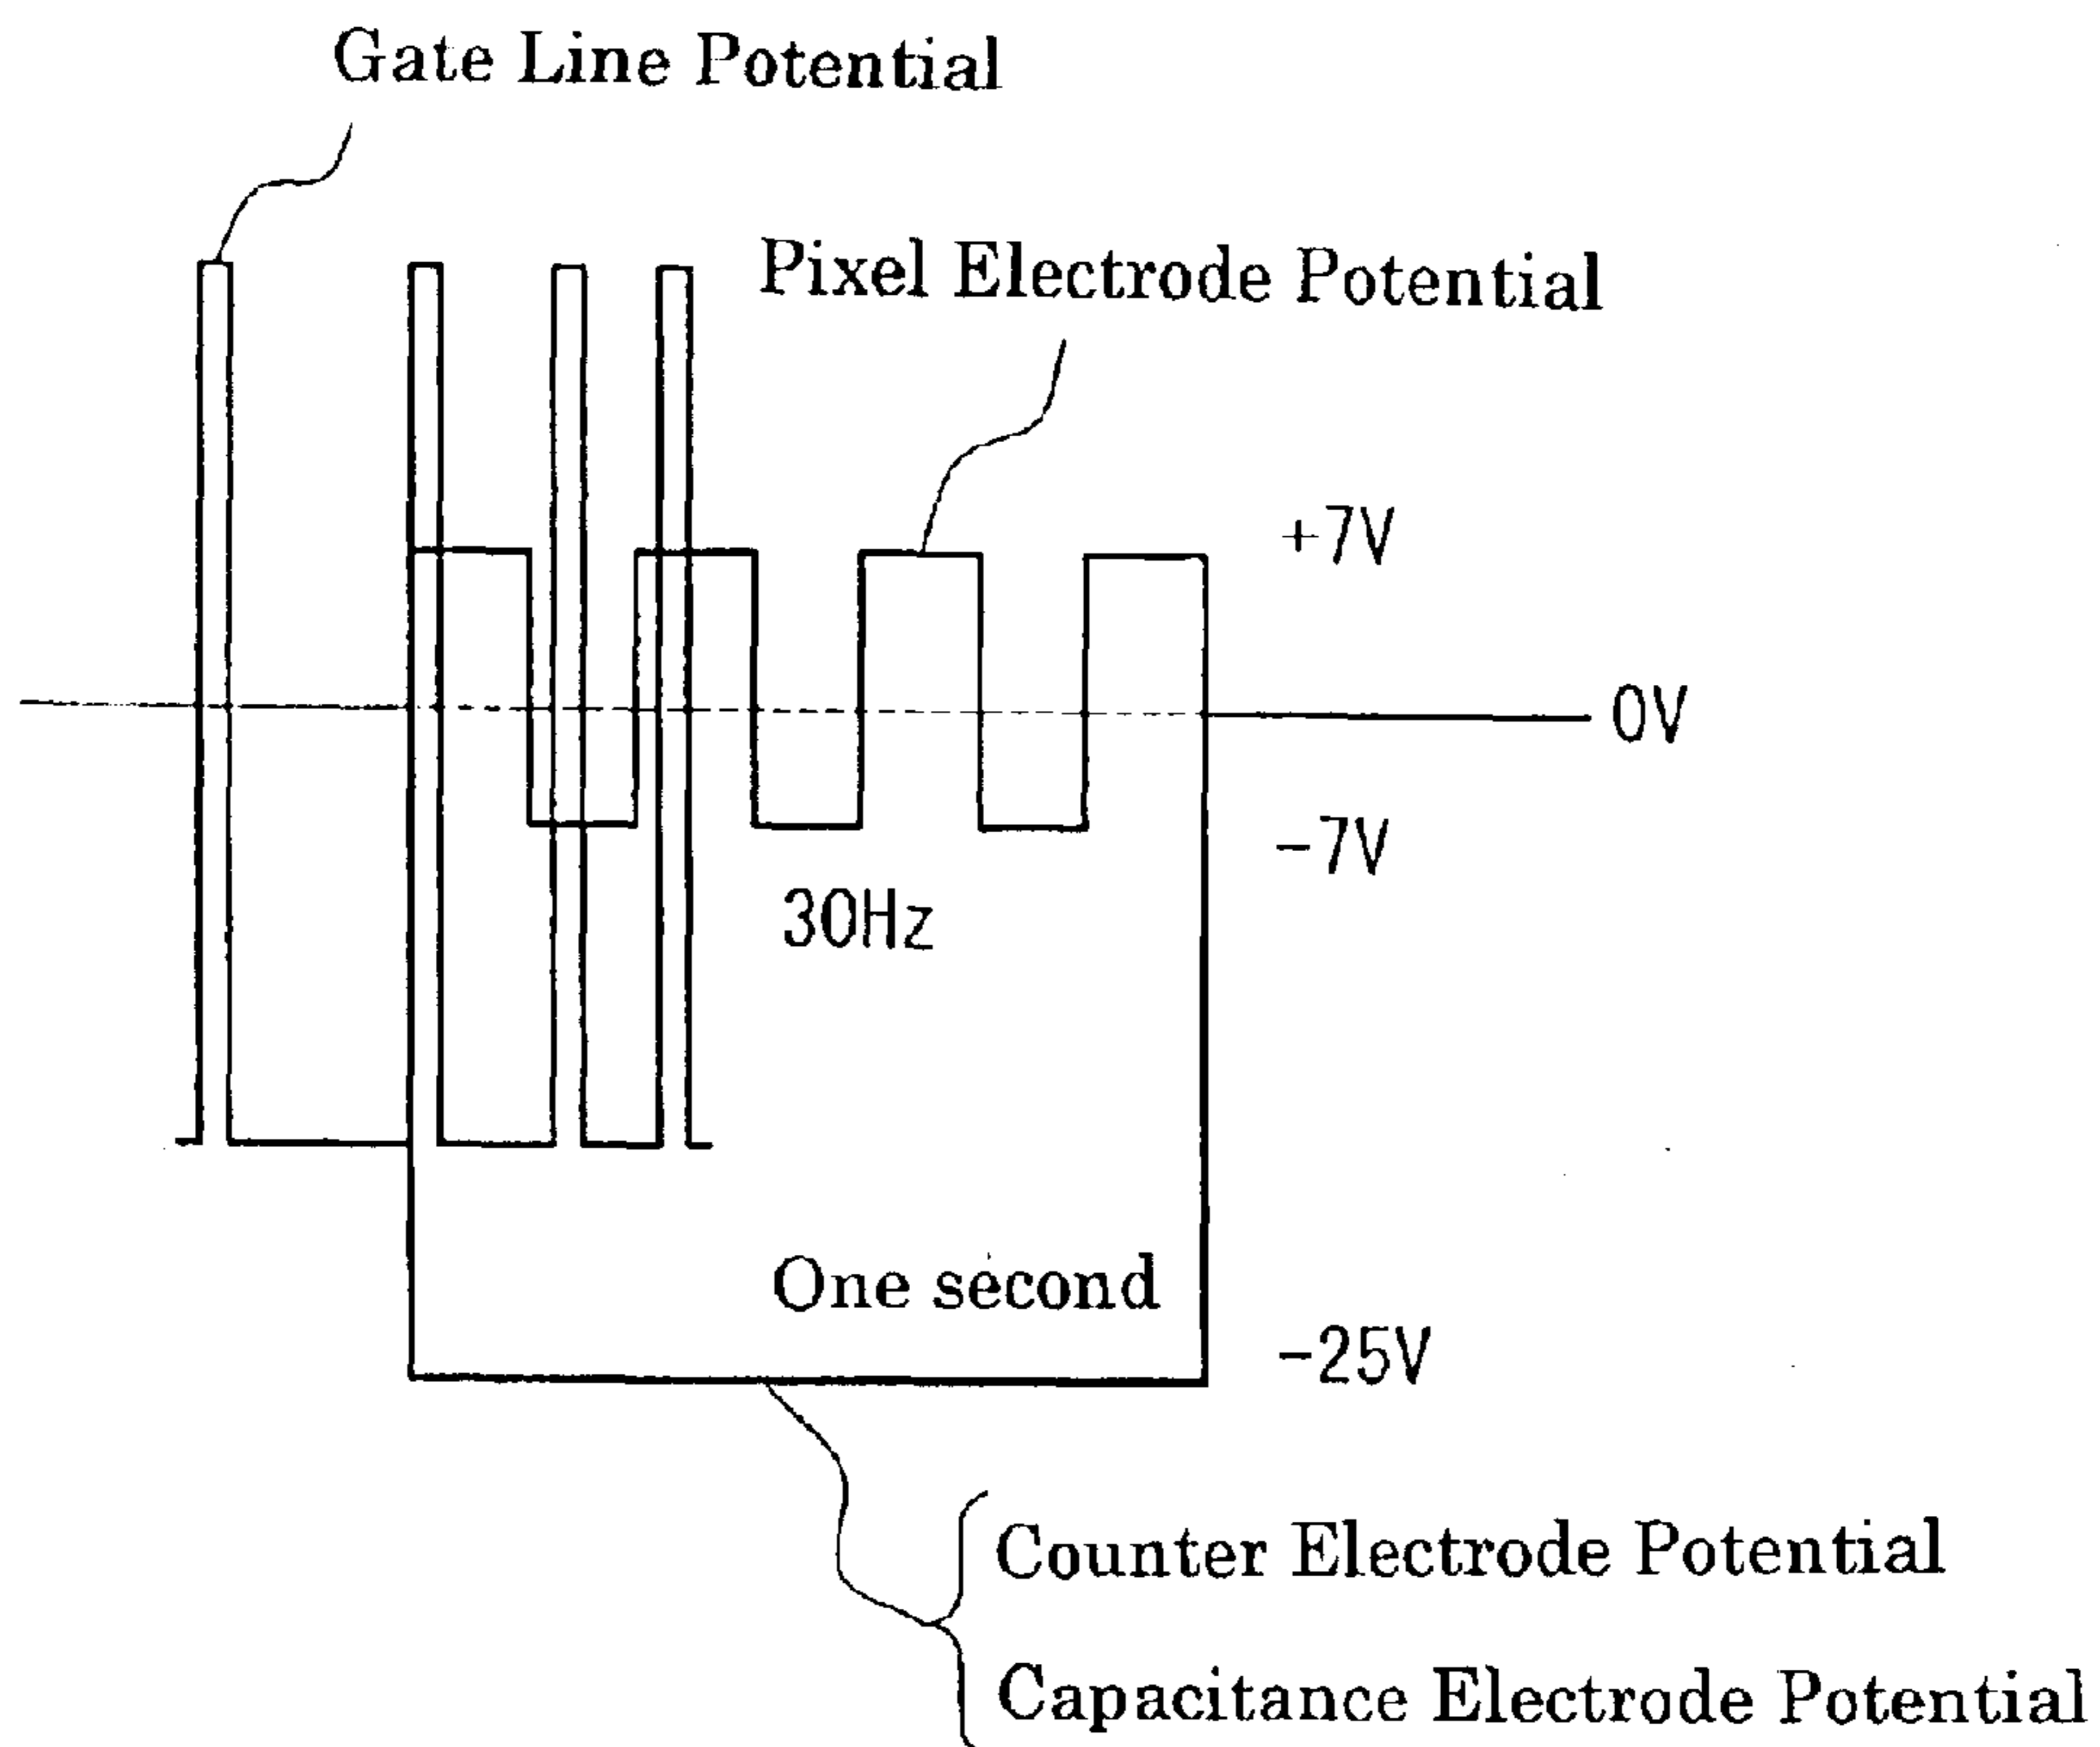 Gate Line Potential
Pixel Electrode Potential
+7V
0V
-7V
30Hz
One second
-25V
Counter Electrode Potential
Capacitance Electrode Potential